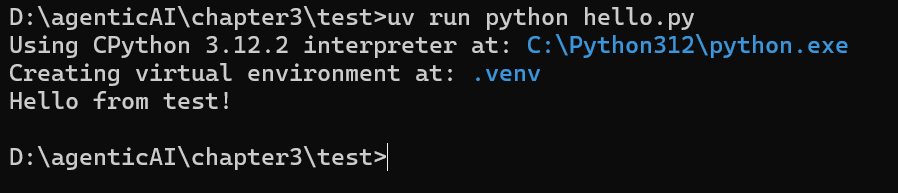 D:\agenticAI\chapter3\test>uv run python hello.py
Using CPython 3.12.2 interpreter at: C:\Python312\python.exe
Creating virtual environment at: .venv
Hello from test!
D:\agenticAI\chapter3\test>